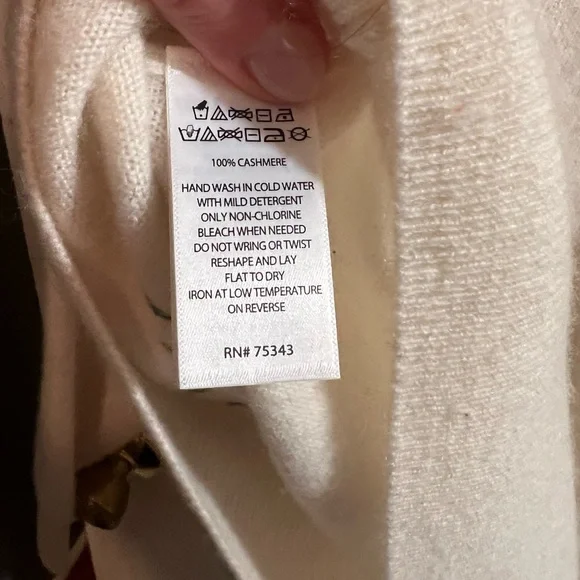 100% CASHMERE
HAND WASH IN COLD WATER
WITH MILD DETERGENT
ONLY NON-CHLORINE
BLEACH WHEN NEEDED
DO NOT WRING OR TWIST
RESHAPE AND LAY
FLAT TO DRY
IRON AT LOW TEMPERATURE
ON REVERSE
RN# 75343